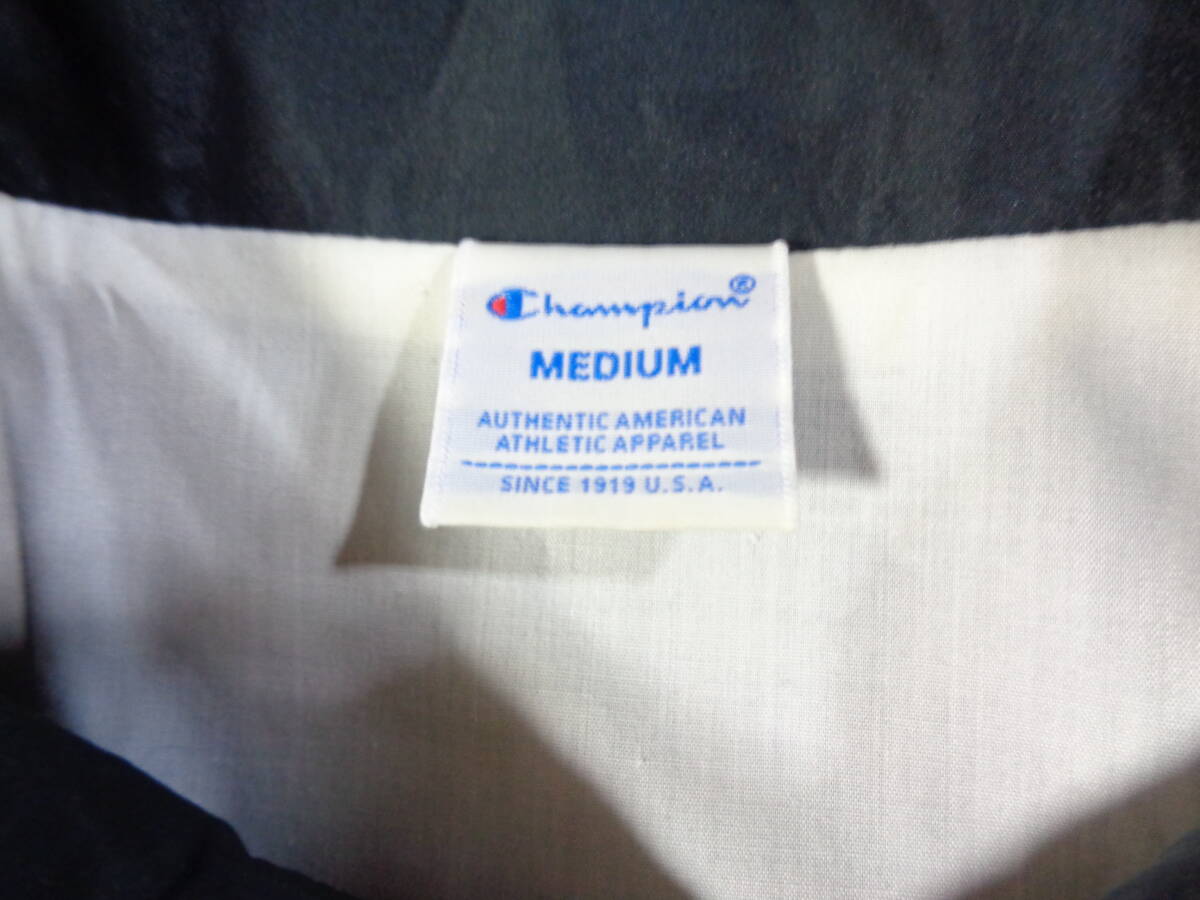 Champion®
MEDIUM
AUTHENTIC AMERICAN
ATHLETIC APPAREL
SINCE 1919 U.S.A.